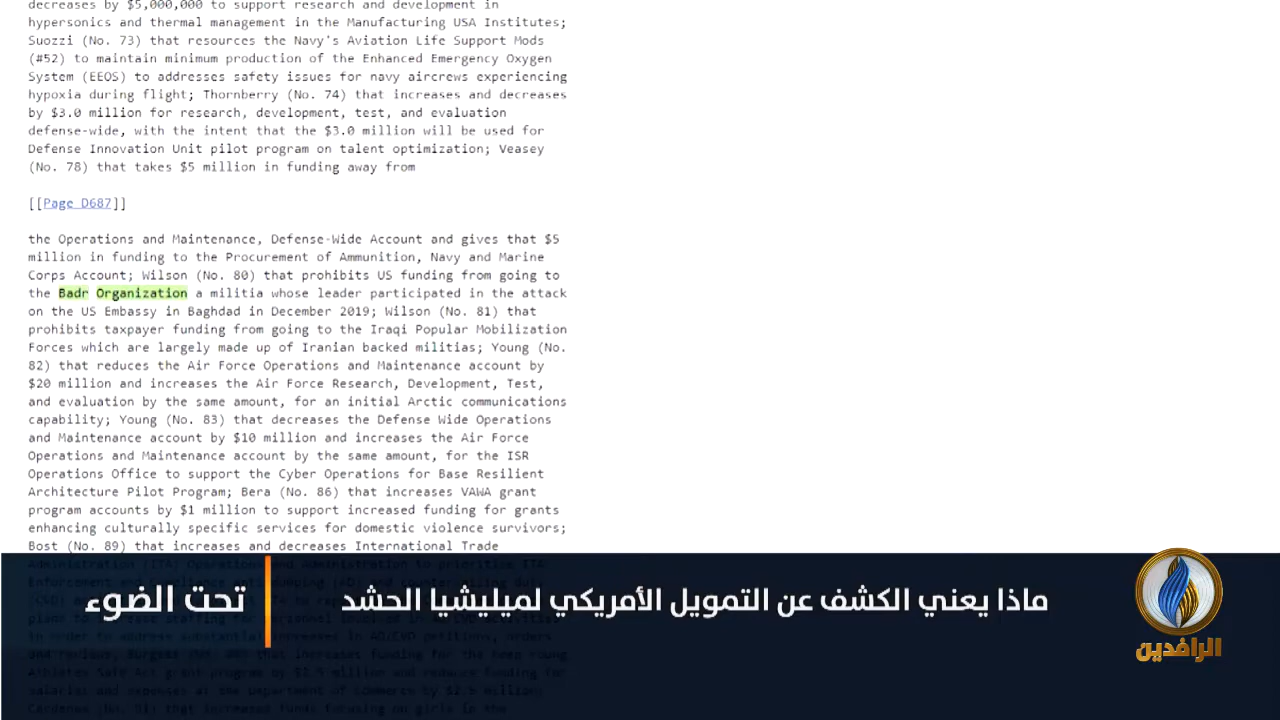 decreases by $5,000,000 to support research and development in
hypersonics and thermal management in the Manufacturing USA Institutes;
Suozzi (No. 73) that resources the Navy's Aviation Life Support Mods
(#52) to maintain minimum production of the Enhanced Emergency Oxygen
System (EEOS) to addresses safety issues for navy aircrews experiencing
hypoxia during flight; Thornberry (No. 74) that increases and decreases
by $3.0 million for research, development, test, and evaluation
defense-wide, with the intent that the $3.0 million will be used for
Defense Innovation Unit pilot program on talent optimization; Veasey
(No. 78) that takes $5 million in funding away from
[[Page D687]]
the Operations and Maintenance, Defense-Wide Account and gives that $5
million in funding to the Procurement of Ammunition, Navy and Marine
Corps Account; Wilson (No. 80) that prohibits US funding from going to
the Badr Organization a militia whose leader participated in the attack
on the US Embassy in Baghdad in December 2019; Wilson (No. 81) that
prohibits taxpayer funding from going to the Iraqi Popular Mobilization
Forces which are largely made up of Iranian backed militias; Young (No.
82) that reduces the Air Force Operations and Maintenance account by
$20 million and increases the Air Force Research, Development, Test,
and evaluation by the same amount, for an initial Arctic communications
capability; Young (No. 83) that decreases the Defense Wide Operations
and Maintenance account by $10 million and increases the Air Force
Operations and Maintenance account by the same amount, for the ISR
Operations Office to support the Cyber Operations for Base Resilient
Architecture Pilot Program; Bera (No. 86) that increases VAWA grant
program accounts by $1 million to support increased funding for grants
enhancing culturally specific services for domestic violence survivors;
Bost (No. 89) that increases and decreases International Trade
ماذا يعني الكشف عن التمويل الأمريكي لميليشيا الحشد
تحت الضوء
الرافدين